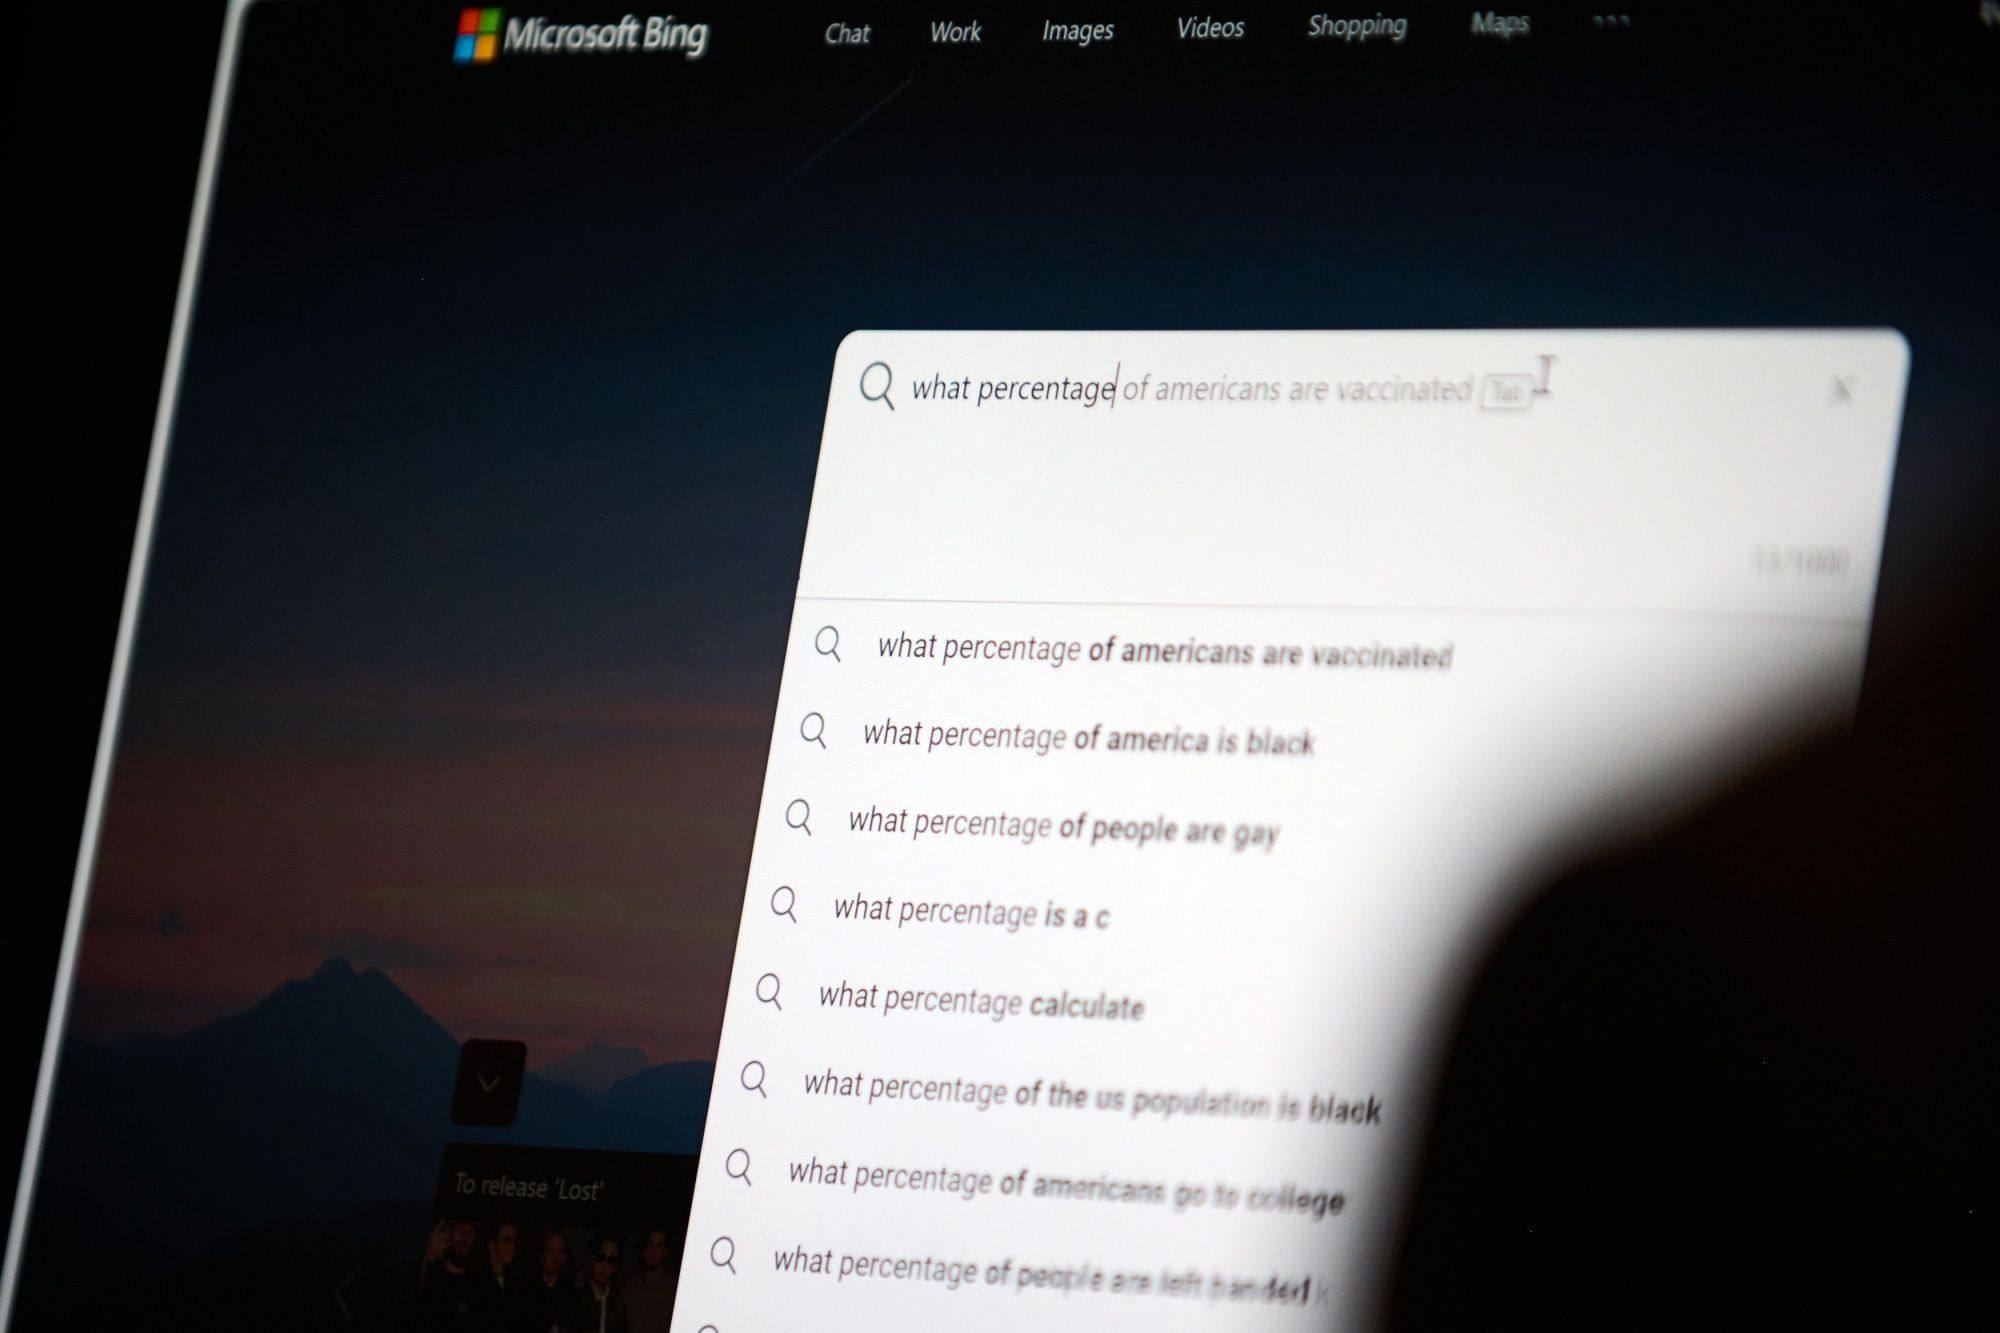 Microsoft Bing Chat Work Images Videos Shopping Maps ...
what percentage of americans are vaccinated Tab
what percentage of americans are vaccinated
what percentage of america is black
what percentage of people are gay
what percentage is a c
what percentage calculate
what percentage of the us population is black
what percentage of americans go to college
what percentage of people are left handed
To release 'Lost'